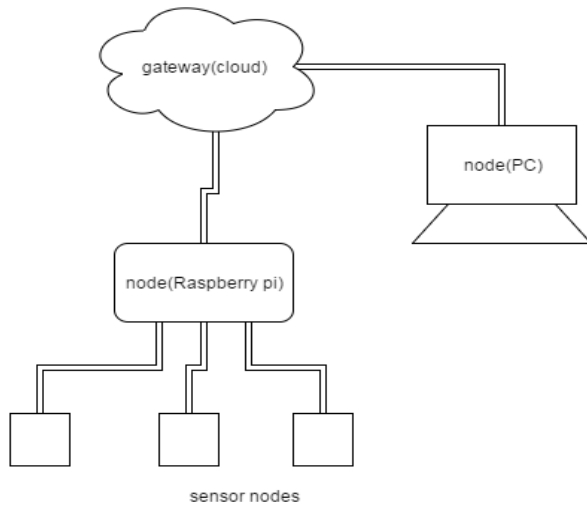 gateway(cloud)
node(PC)
node(Raspberry pi)
sensor nodes